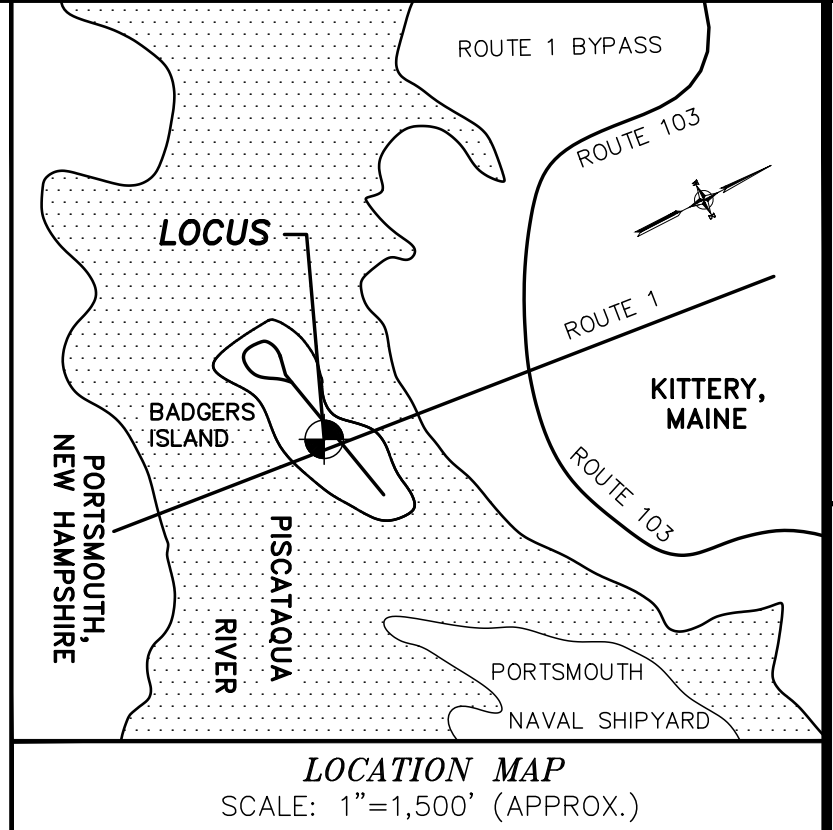 ROUTE 1 BYPASS
ROUTE 103
LOCUS
ROUTE 1
KITTERY,
MAINE
BADGERS
ISLAND
PORTSMOUTH,
NEW HAMPSHIRE
ROUTE 103
PISCATAQUA
RIVER
PORTSMOUTH
NAVAL SHIPYARD
LOCATION MAP
SCALE: 1"=1,500' (APPROX.)